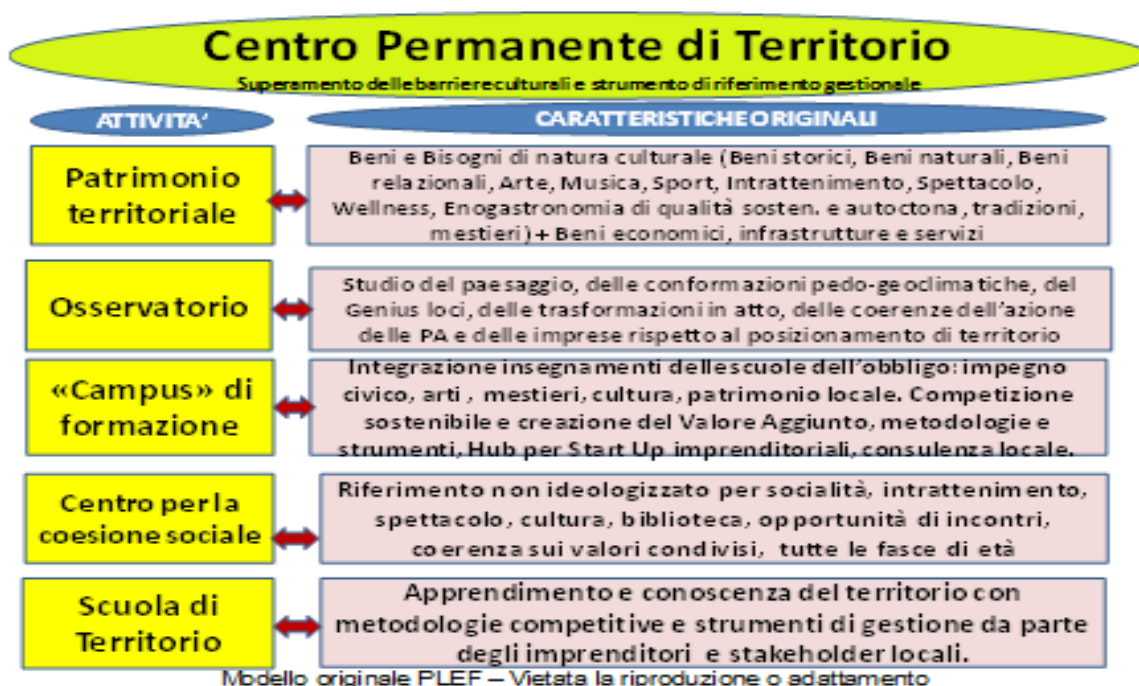 Centro Permanente di Territorio
Superamento delle barriere culturali e strumento di riferimento gestionale
ATTIVITA'
CARATTERISTICHE ORIGINALI
Patrimonio
territoriale
Beni e Bisogni di natura culturale (Beni storici, Beni naturali, Beni
relazionali, Arte, Musica, Sport, Intrattenimento, Spettacolo,
Wellness, Enogastronomia di qualità sosten. e autoctona, tradizioni,
mestieri) + Beni economici, infrastrutture e servizi
Osservatorio
Studio del paesaggio, delle conformazioni pedo-geoclimatiche, del
Genius loci, delle trasformazioni in atto, delle coerenze dell'azione
delle PA e delle imprese rispetto al posizionamento di territorio
«Campus» di
formazione
Integrazione insegnamenti delle scuole dell'obbligo: impegno
civico, arti , mestieri, cultura, patrimonio locale. Competizione
sostenibile e creazione del Valore Aggiunto, metodologie e
strumenti, Hub per Start Up imprenditoriali, consulenza locale.
Centro per la
coesione sociale
Riferimento non ideologizzato per socialità, intrattenimento,
spettacolo, cultura, biblioteca, opportunità di incontri,
coerenza sui valori condivisi, tutte le fasce di età
Scuola di
Territorio
Apprendimento e conoscenza del territorio con
metodologie competitive e strumenti di gestione da parte
degli imprenditori e stakeholder locali.
Modello originale PLEF – Vietata la riproduzione o adattamento